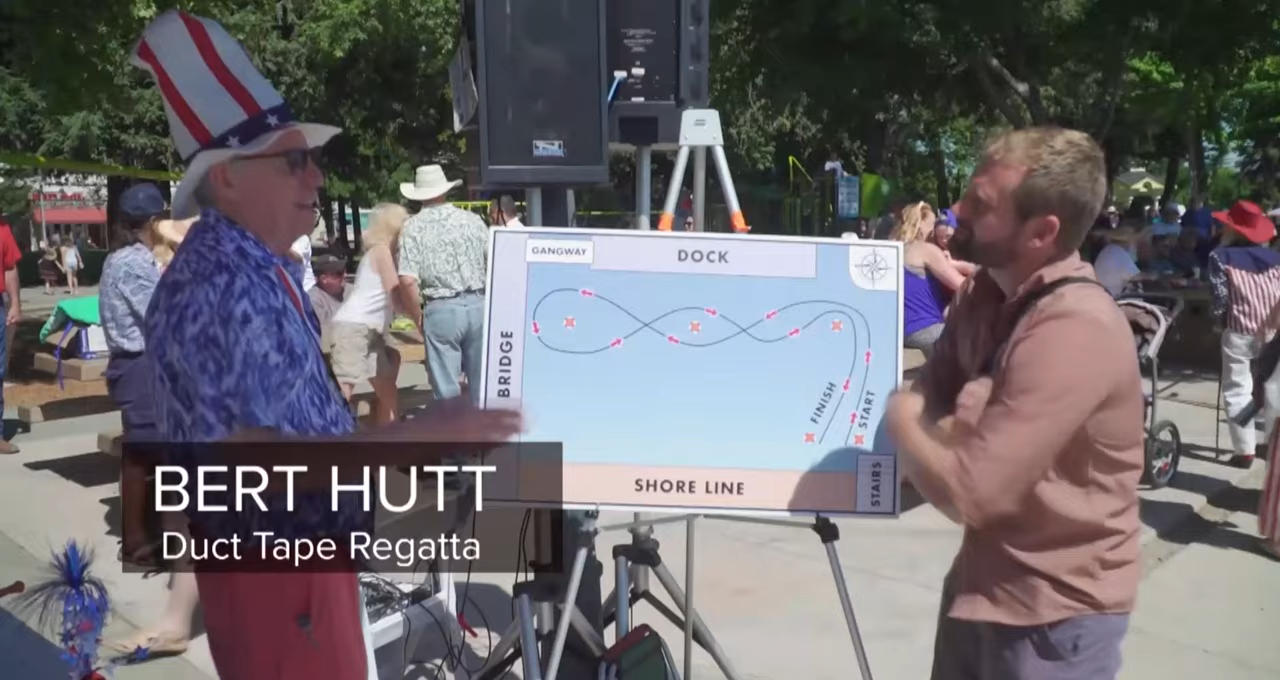 GANGWAY
DOCK
BRIDGE
FINISH
START
SHORE LINE
STAIRS
BERT HUTT
Duct Tape Regatta